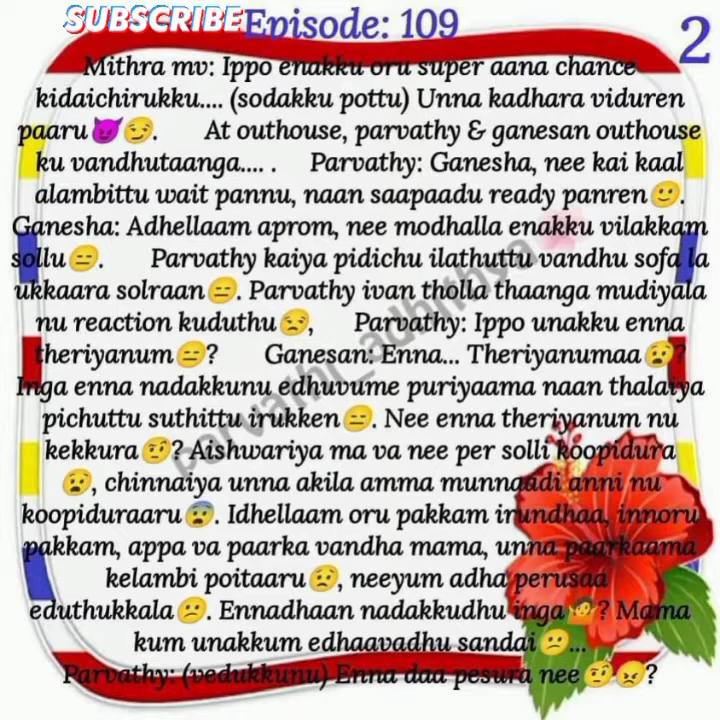 SUBSCRIBE Episode: 109
2
Mithra mv: Ippo enakku oru super aana chance
kidaichirukku.... (sodakku pottu) Unna kadhara viduren
paaru😈😏. At outhouse, parvathy & ganesan outhouse
ku vandhutaanga.... . Parvathy: Ganesha, nee kai kaal
alambittu wait pannu, naan saapaadu ready panren🙂.
Ganesha: Adhellaam aprom, nee modhalla enakku vilakkam
sollu😑. Parvathy kaiya pidichu ilathuttu vandhu sofa la
ukkaara solraan😑. Parvathy ivan tholla thaanga mudiyala
nu reaction kuduthu😒, Parvathy: Ippo unakku enna
theriyanum😑? Ganesan: Enna... Theriyanumaa😧?
Inga enna nadakkunu edhuvume puriyaama naan thalaiya
pichuttu suthittu irukken😑. Nee enna theriyanum nu
kekkura🤨? Aishwariya ma va nee per solli koopidura
😧, chinnaiya unna akila amma munnaadi anni nu
koopiduraaru😨. Idhellaam oru pakkam irundhaa, innoru
pakkam, appa va paarka vandha mama, unna paarkaama
kelambi poitaaru😟, neeyum adha perusaa
eduthukkala😕. Ennadhaan nadakkudhu inga🤷? Mama
kum unakkum edhaavadhu sandai😕...
Parvathy: (vedukkunu) Enna daa pesura nee🤨😠?
parvathi_adhithya🌸